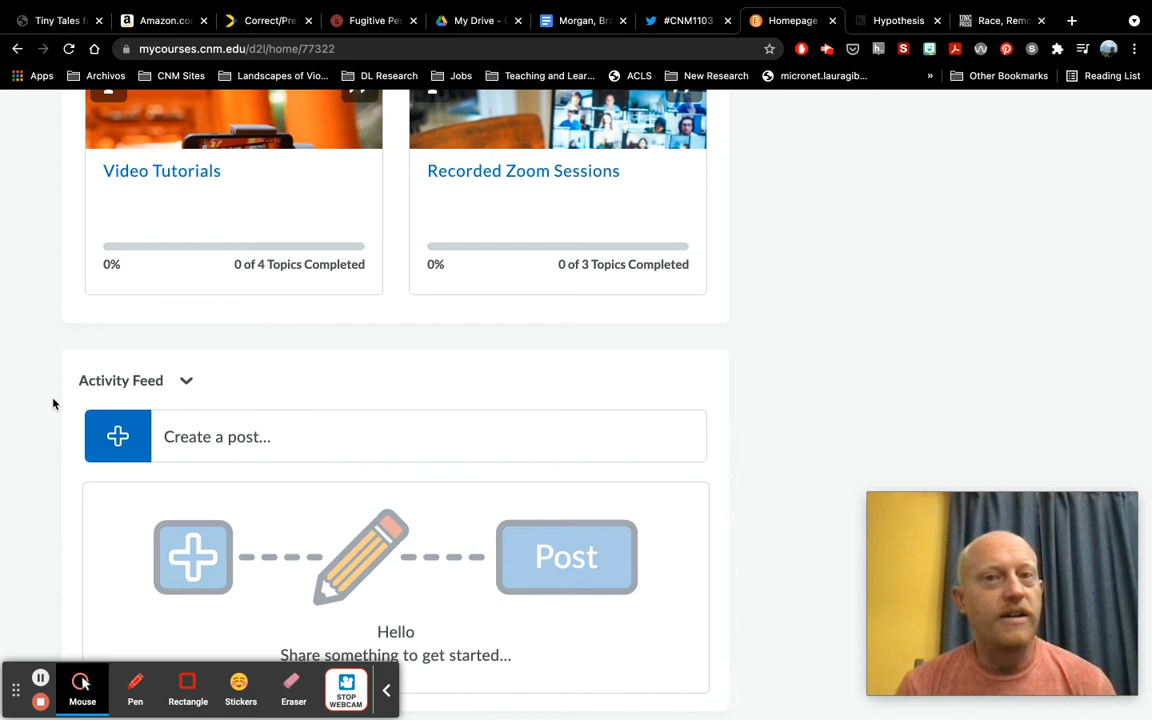 Tiny Tales f
Amazon.co
Correct/Pre
Fugitive Pe
My Drive - G
Morgan, Bra
#CNM1103
Homepage
Hypothesis
Race, Remo
mycourses.cnm.edu/d2l/home/77322
Apps
Archivos
CNM Sites
Landscapes of Vio...
DL Research
Jobs
Teaching and Lear...
ACLS
New Research
micronet.lauragib...
»
Other Bookmarks
Reading List
Video Tutorials
Recorded Zoom Sessions
0%
0 of 4 Topics Completed
0%
0 of 3 Topics Completed
Activity Feed
Create a post...
Post
Hello
Share something to get started...
Mouse
Pen
Rectangle
Stickers
Eraser
STOP
WEBCAM